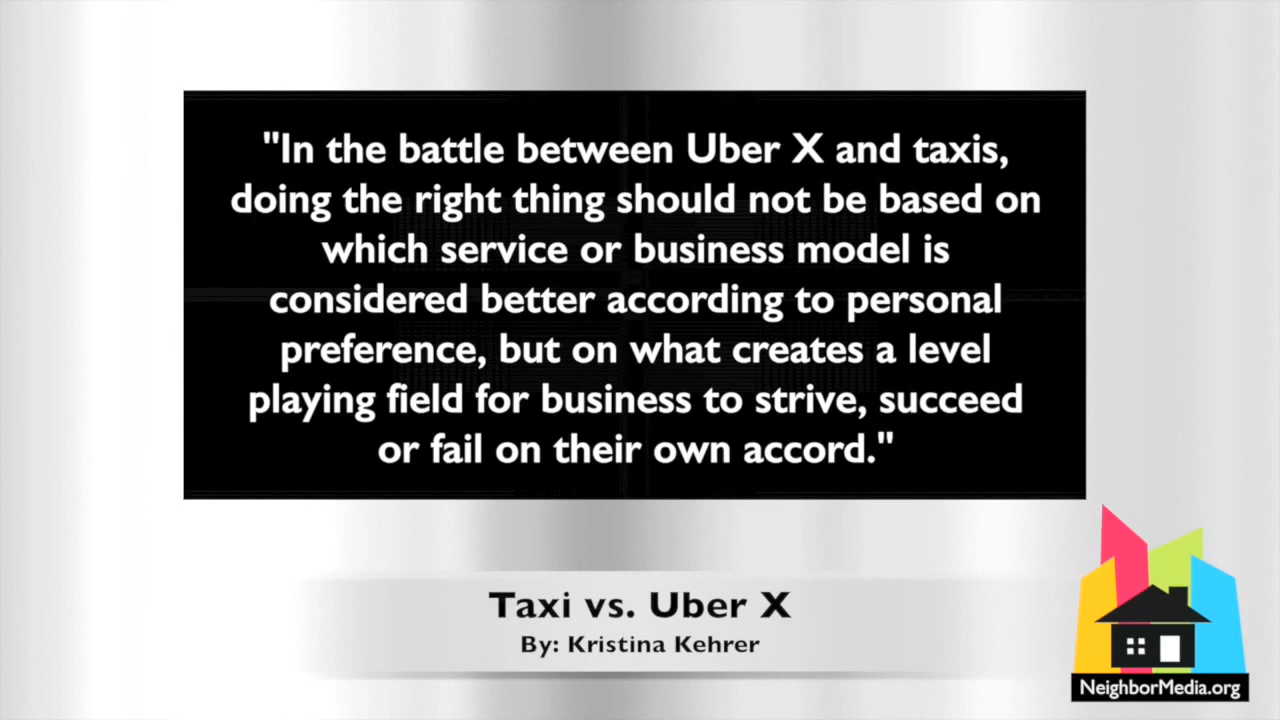 "In the battle between Uber X and taxis,
doing the right thing should not be based on
which service or business model is
considered better according to personal
preference, but on what creates a level
playing field for business to strive, succeed
or fail on their own accord."
Taxi vs. Uber X
By: Kristina Kehrer
NeighborMedia.org